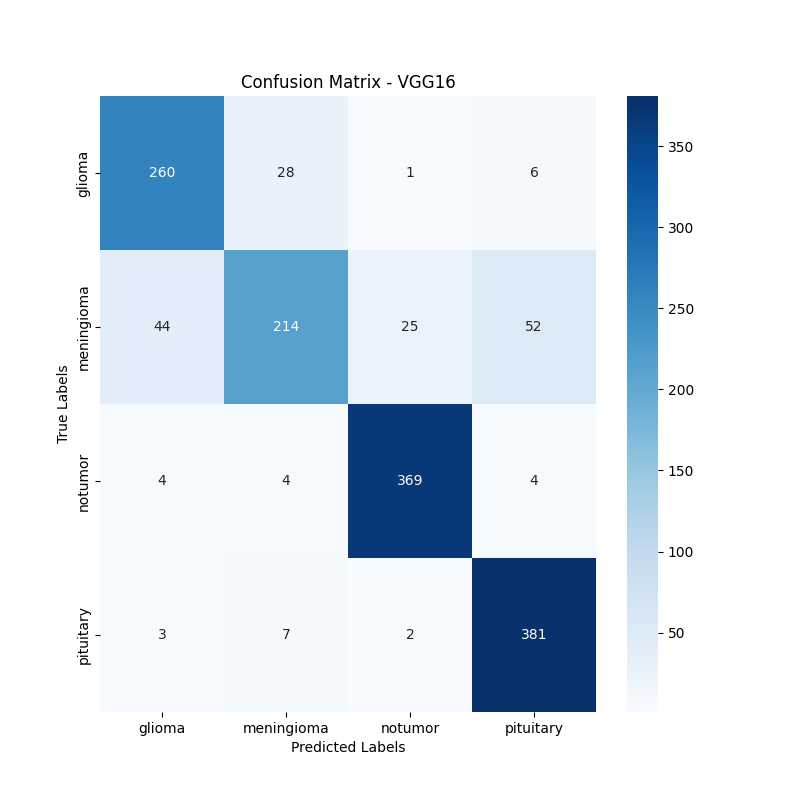 Confusion Matrix - VGG16
True Labels
glioma
260 28 1 6
meningioma
44 214 25 52
notumor
4 4 369 4
pituitary
3 7 2 381
glioma meningioma notumor pituitary
Predicted Labels
350
300
250
200
150
100
50